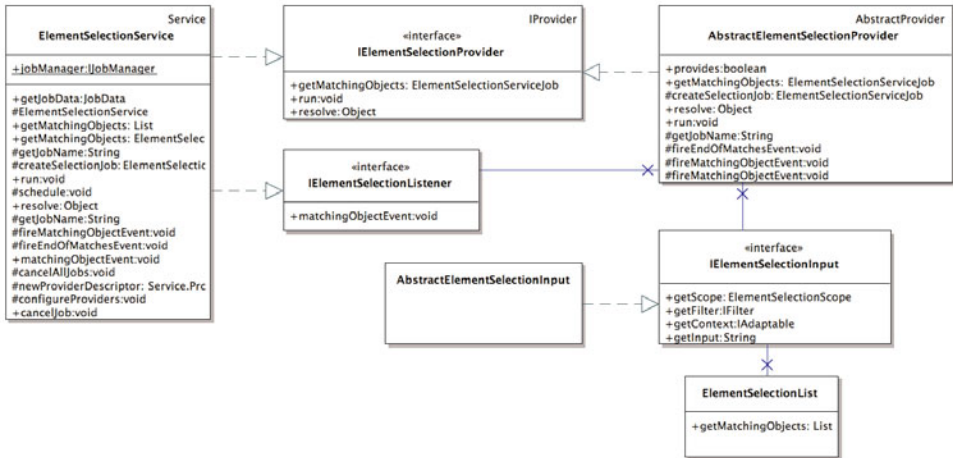 Service
ElementSelectionService
+jobManager:IJobManager
+getJobData:JobData
#ElementSelectionService
+getMatchingObjects: List
+getMatchingObjects: ElementSelec
#getJobName:String
#createSelectionJob:ElementSelectic
+run:void
#schedule:void
+resolve:Object
#getJobName:String
#fireMatchingObjectEvent:void
#fireEndOfMatchesEvent:void
+matchingObjectEvent:void
#cancelAllJobs:void
#newProviderDescriptor: Service.Prc
#configureProviders:void
+cancelJob:void
IProvider
«interface»
IElementSelectionProvider
+getMatchingObjects: ElementSelectionServiceJob
+run:void
+resolve:Object
«interface»
IElementSelectionListener
+matchingObjectEvent:void
AbstractProvider
AbstractElementSelectionProvider
+provides:boolean
+getMatchingObjects: ElementSelectionServiceJob
#createSelectionJob:ElementSelectionServiceJob
+resolve:Object
+run:void
#getJobName:String
#fireEndOfMatchesEvent:void
#fireMatchingObjectEvent:void
#fireMatchingObjectEvent:void
AbstractElementSelectionInput
«interface»
IElementSelectionInput
+getScope:ElementSelectionScope
+getFilter:IFilter
+getContext:IAdaptable
+getInput:String
ElementSelectionList
+getMatchingObjects: List